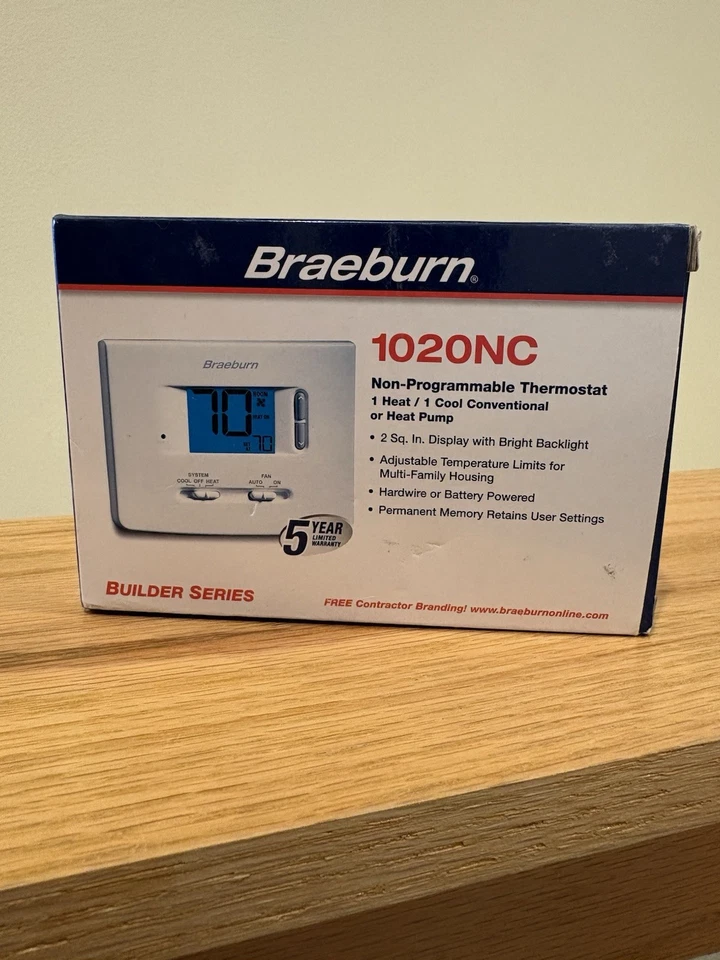 Braeburn®
1020NC
Non-Programmable Thermostat
1 Heat / 1 Cool Conventional
or Heat Pump
• 2 Sq. In. Display with Bright Backlight
• Adjustable Temperature Limits for
Multi-Family Housing
• Hardwire or Battery Powered
• Permanent Memory Retains User Settings
Braeburn
70
ROOM
HEAT ON
70
SYSTEM
COOL OFF HEAT
FAN
AUTO ON
5 YEAR
LIMITED
WARRANTY
BUILDER SERIES
FREE Contractor Branding! www.braeburnonline.com